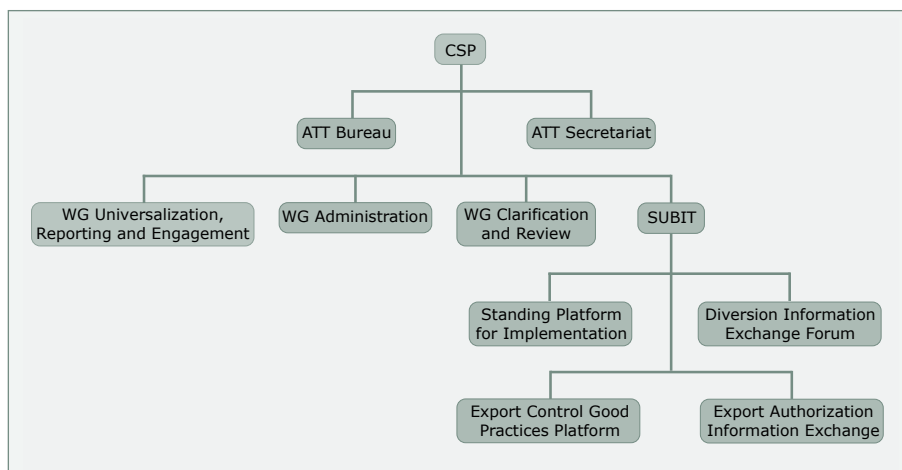 CSP
ATT Bureau
ATT Secretariat
WG Universalization,
Reporting and Engagement
WG Administration
WG Clarification
and Review
SUBIT
Standing Platform
for Implementation
Diversion Information
Exchange Forum
Export Control Good
Practices Platform
Export Authorization
Information Exchange